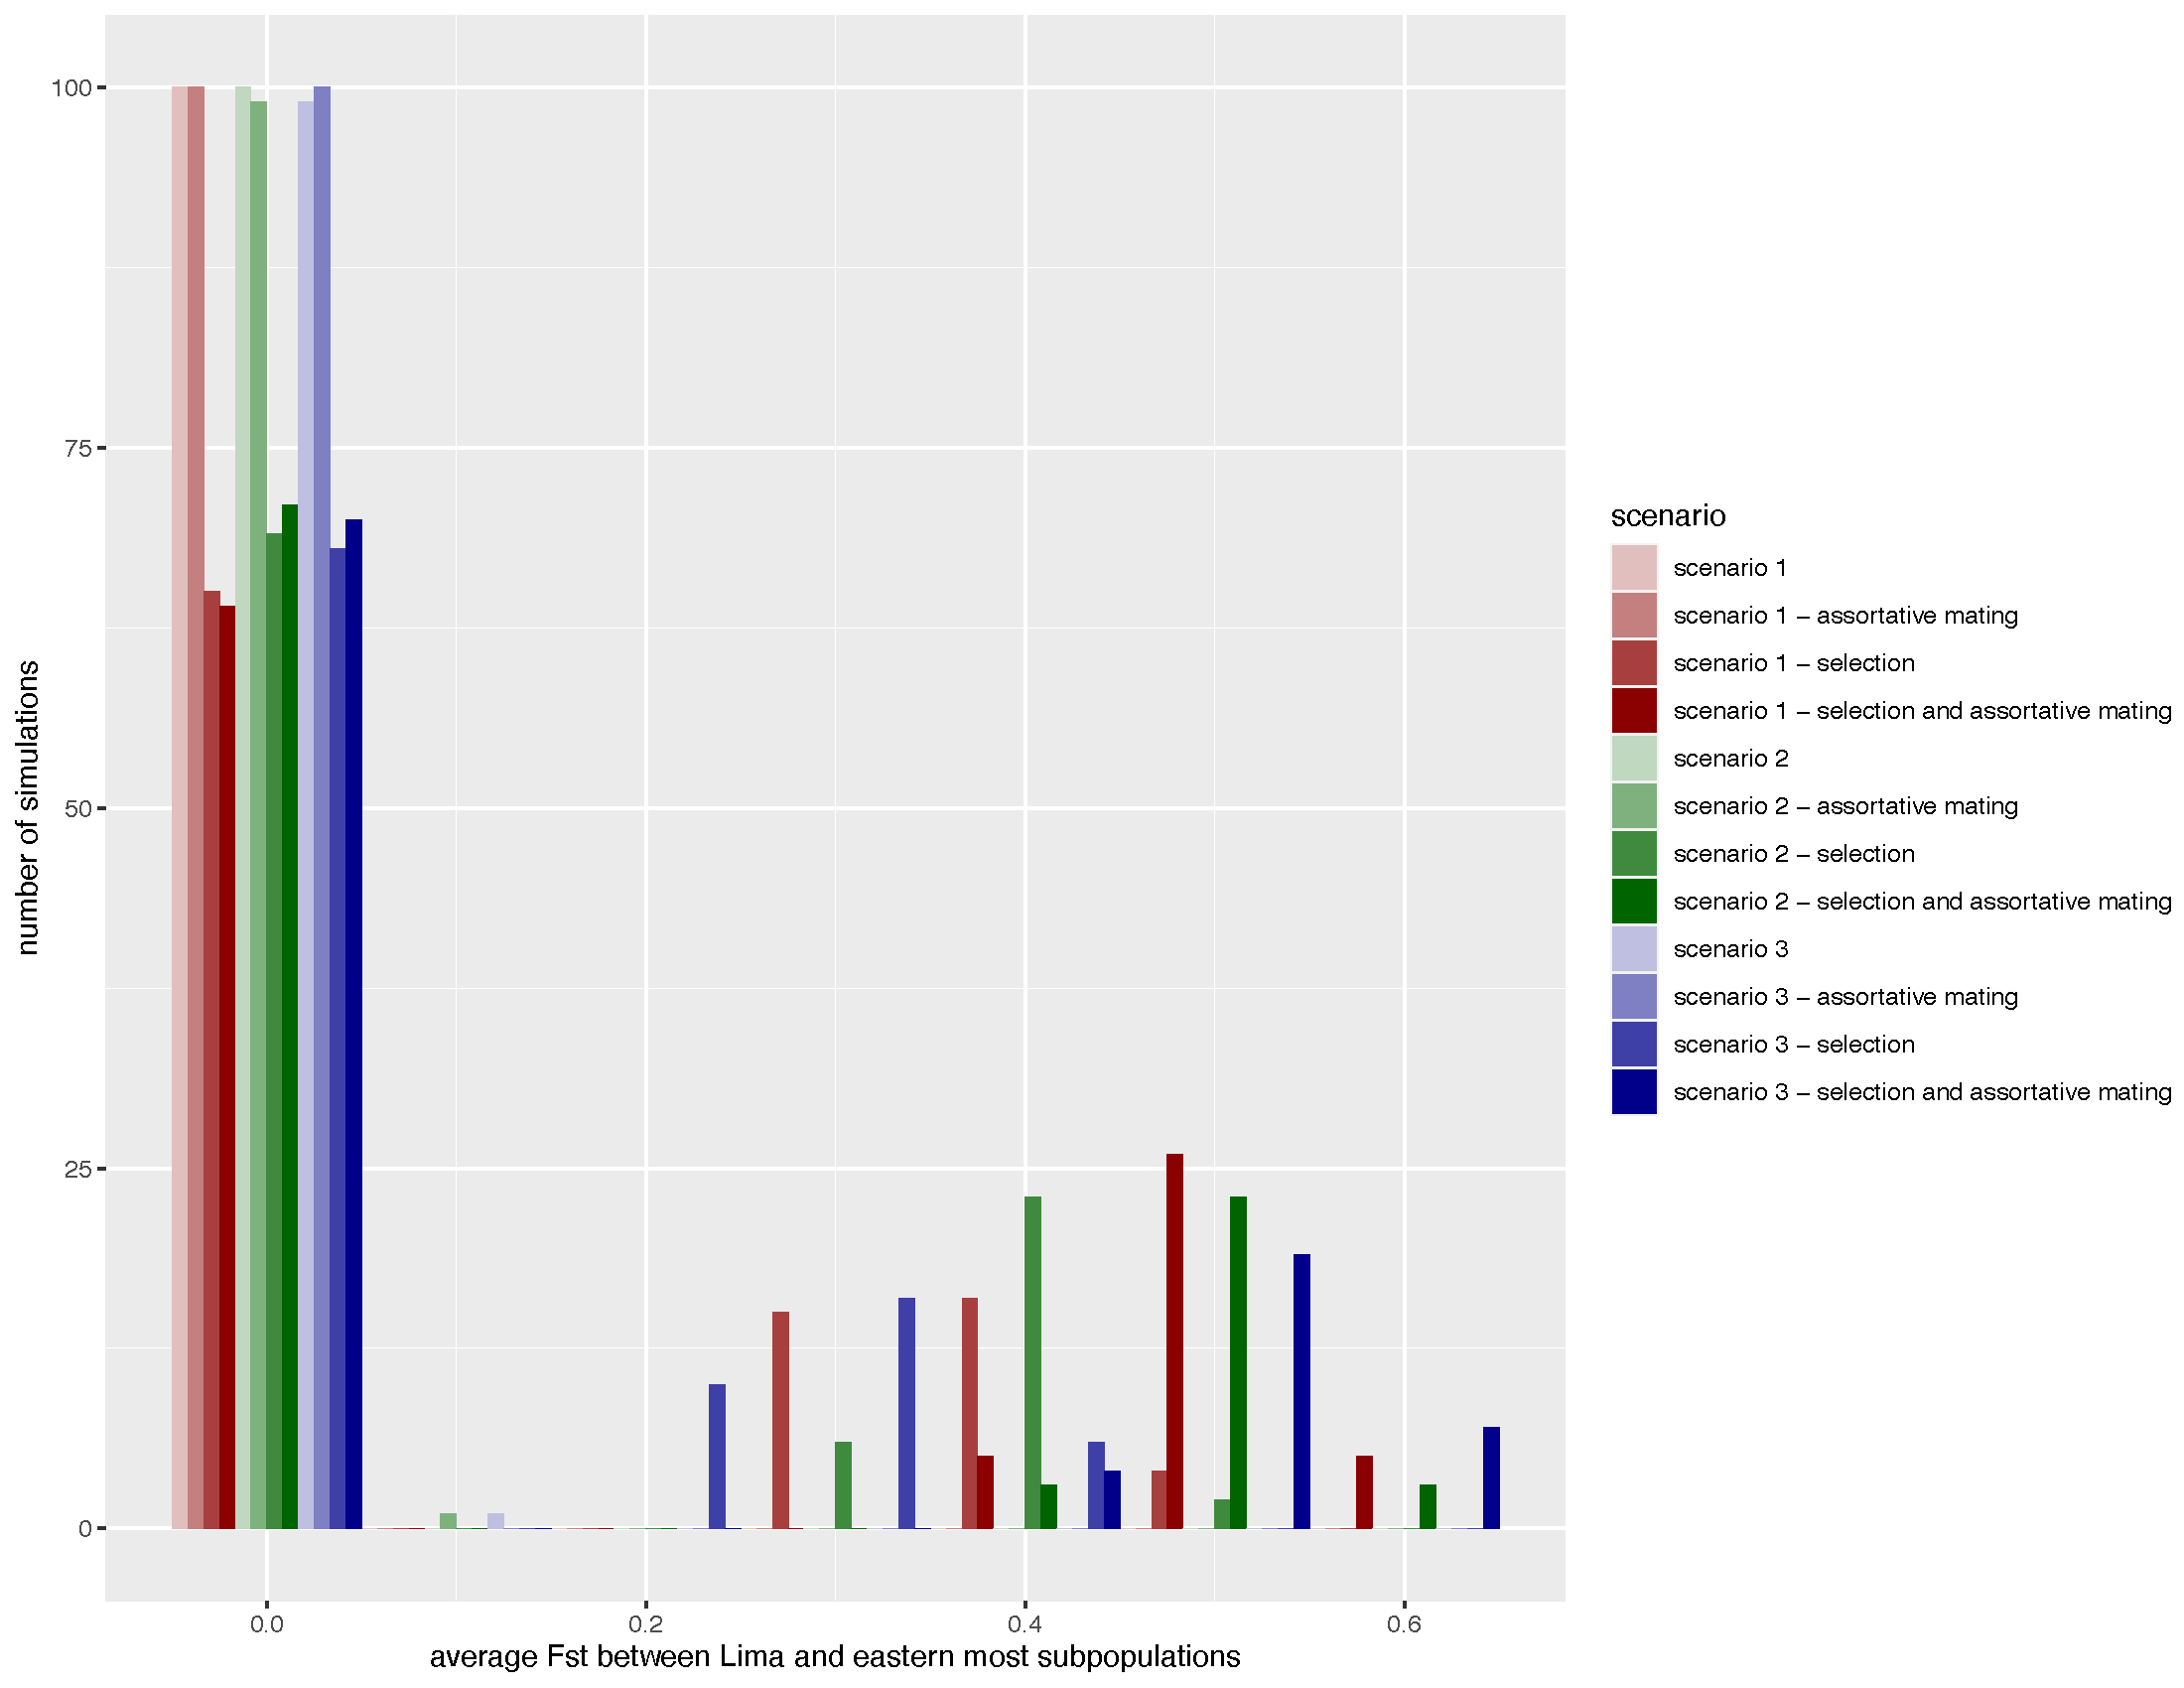 100
75
50
25
0
number of simulations
0.0
0.2
0.4
0.6
average Fst between Lima and eastern most subpopulations
scenario
scenario 1
scenario 1 – assortative mating
scenario 1 – selection
scenario 1 – selection and assortative mating
scenario 2
scenario 2 – assortative mating
scenario 2 – selection
scenario 2 – selection and assortative mating
scenario 3
scenario 3 – assortative mating
scenario 3 – selection
scenario 3 – selection and assortative mating